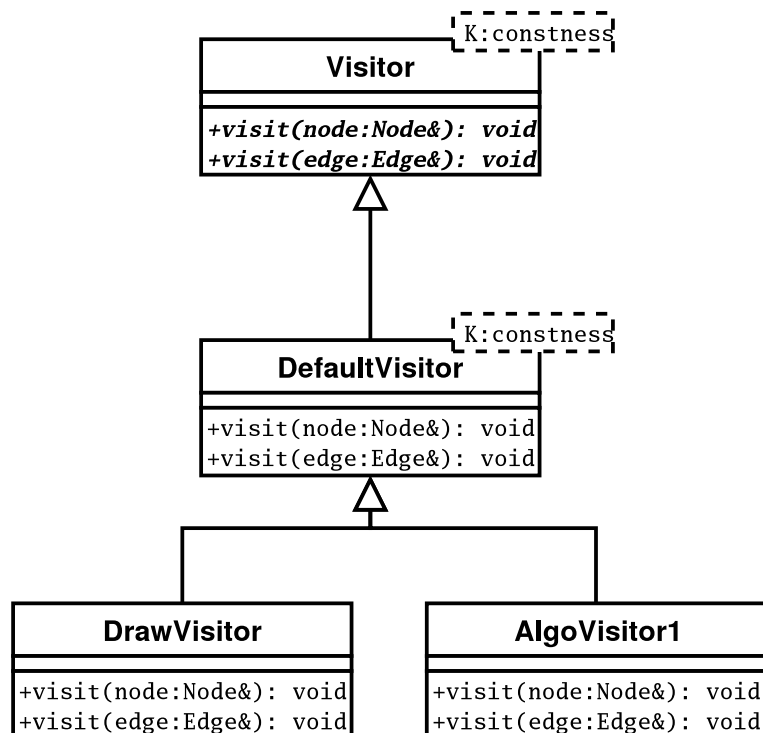 K:constness
Visitor
+visit(node:Node&): void
+visit(edge:Edge&): void
K:constness
DefaultVisitor
+visit(node:Node&): void
+visit(edge:Edge&): void
DrawVisitor
+visit(node:Node&): void
+visit(edge:Edge&): void
AlgoVisitor1
+visit(node:Node&): void
+visit(edge:Edge&): void